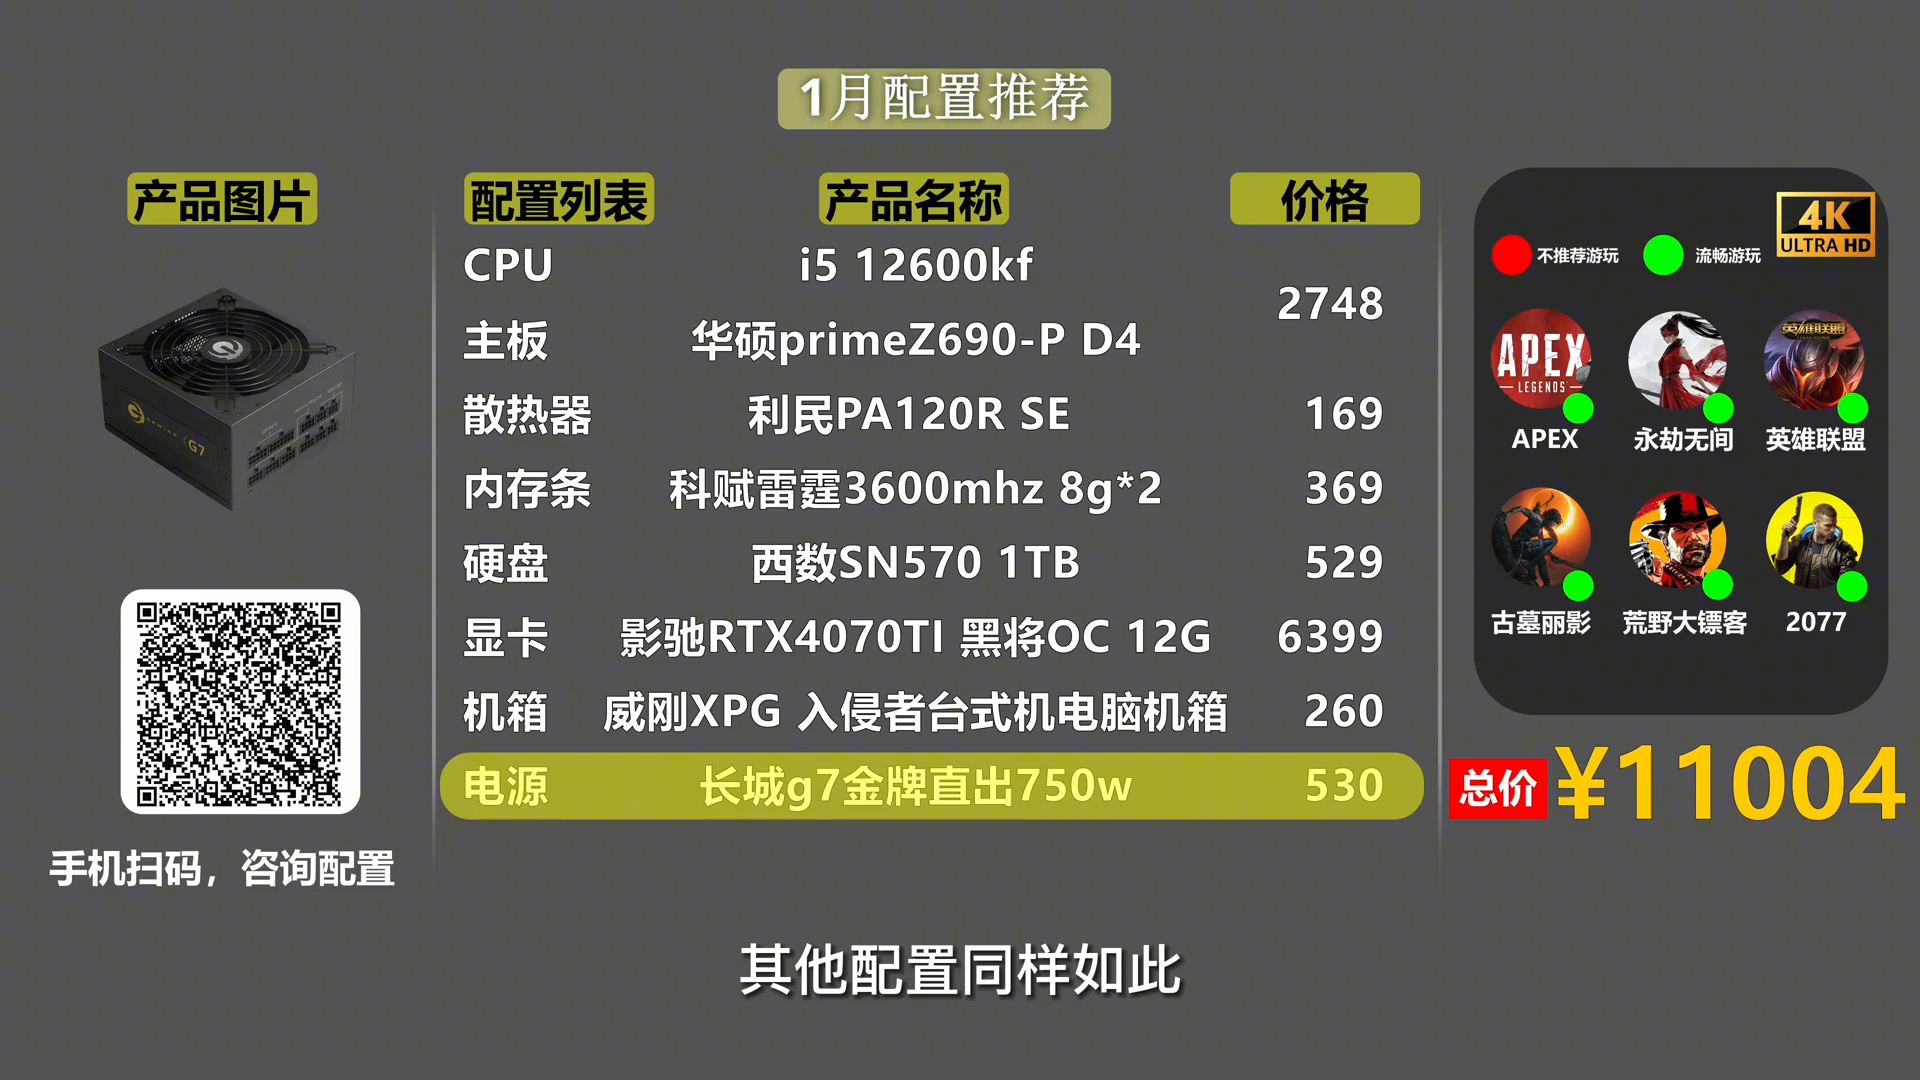 1月配置推荐
产品图片
配置列表 产品名称 价格
CPU i5 12600kf
2748
主板 华硕primeZ690-P D4
散热器 利民PA120R SE 169
内存条 科赋雷霆3600mhz 8g*2 369
硬盘 西数SN570 1TB 529
显卡 影驰RTX4070TI 黑将OC 12G 6399
机箱 威刚XPG 入侵者台式机电脑机箱 260
电源 长城g7金牌直出750w 530
G7
手机扫码，咨询配置
4K
ULTRA HD
不推荐游玩 流畅游玩
APEX
LEGENDS
英雄联盟
APEX 永劫无间 英雄联盟
古墓丽影 荒野大镖客 2077
总价 ¥11004
其他配置同样如此